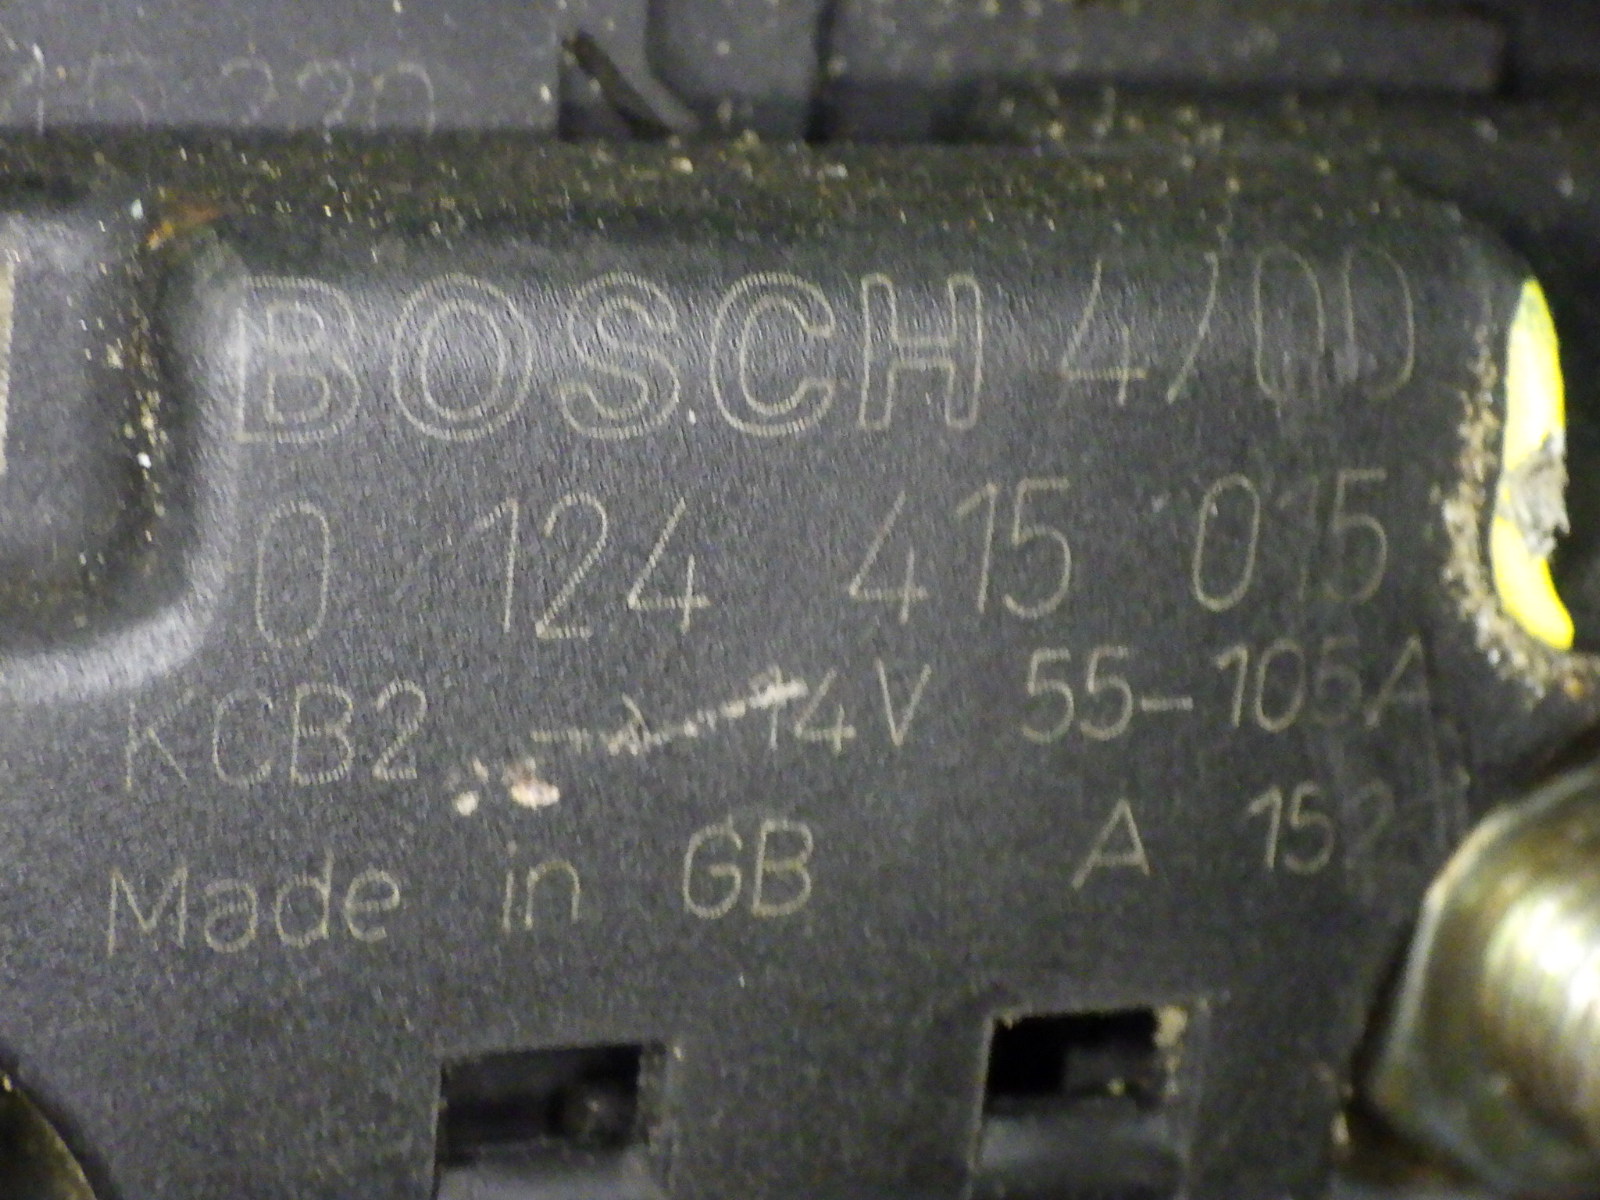 BOSCH 4/00
0 124 415 015
KCB2 14V 55-105A
Made in GB A 152